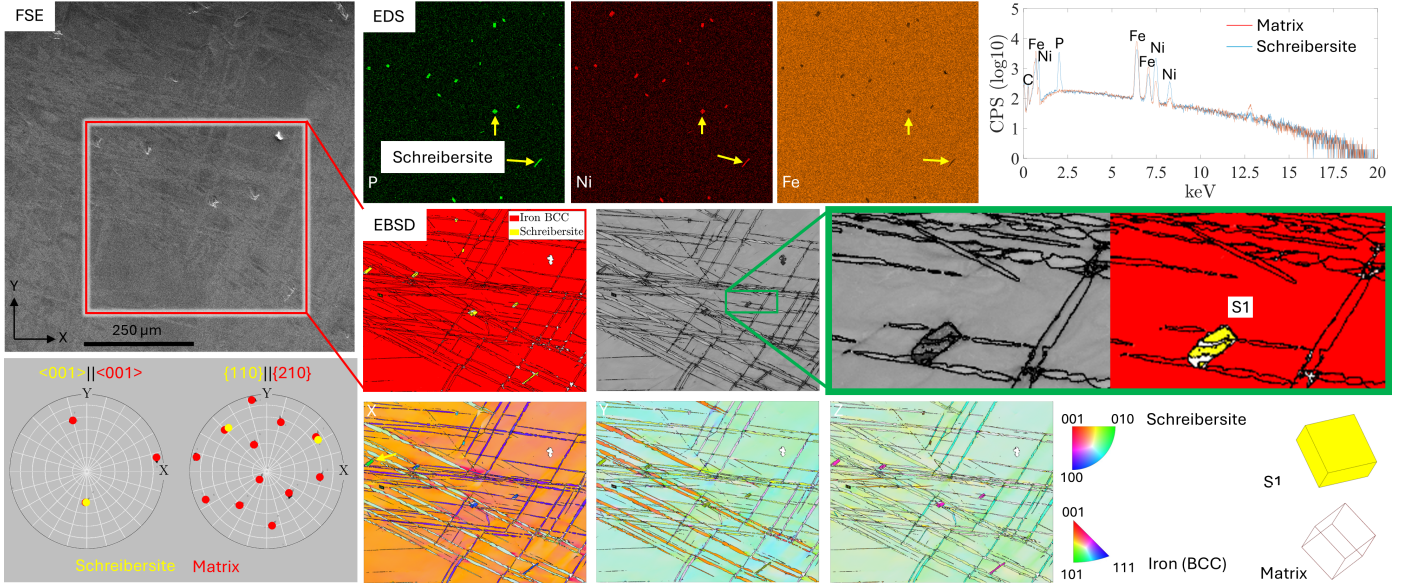 FSE
EDS
Schreibersite
P
Ni
Fe
CPS (log10)
5
4
3
2
1
0
C
Fe
Ni
P
Fe
Fe
Ni
Ni
Matrix
Schreibersite
0
2.5
5
7.5
10
12.5
15
17.5
20
keV
Y
X
250 µm
EBSD
Iron BCC
Schreibersite
S1
<001>||<001>
{110}||{210}
Y
X
Y
X
Schreibersite
Matrix
X
Y
Z
001
010
100
Schreibersite
S1
001
101
111
Iron (BCC)
Matrix